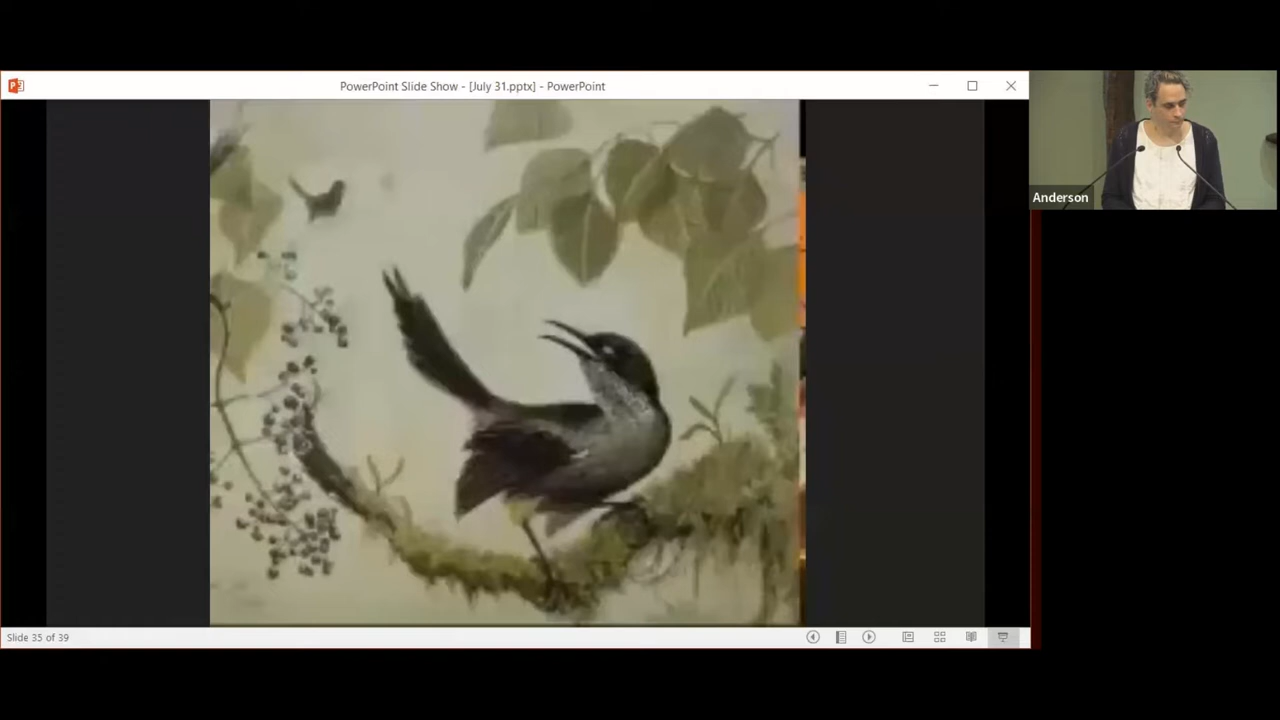 PowerPoint Slide Show - [July 31.pptx] - PowerPoint
Anderson
Slide 35 of 39